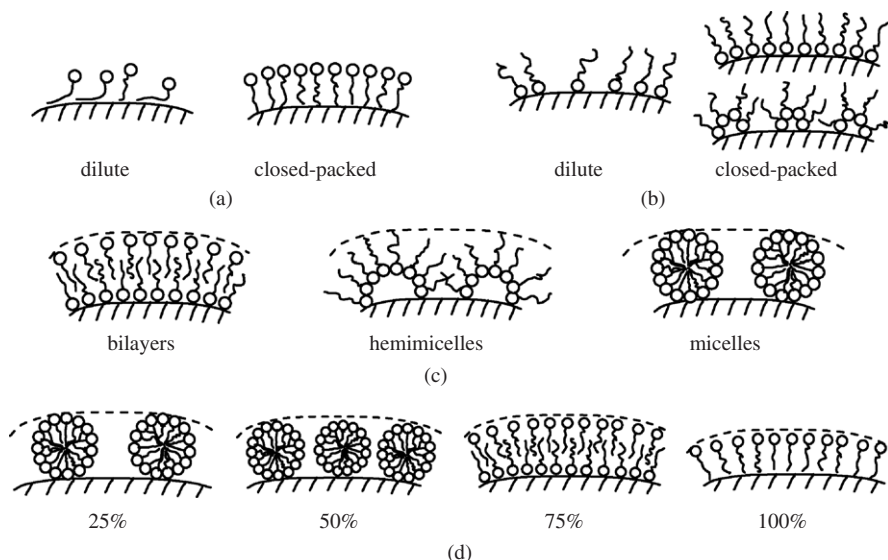 dilute closed-packed
(a)
dilute closed-packed
(b)
bilayers hemimicelles micelles
(c)
25% 50% 75% 100%
(d)